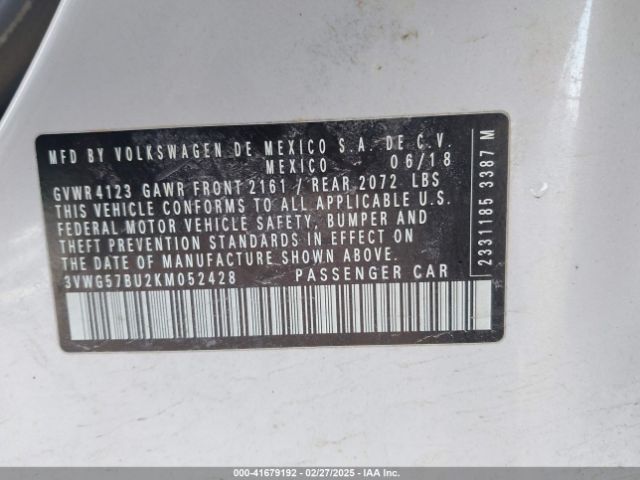 MFD BY VOLKSWAGEN DE MEXICO S.A. DE C.V.
MEXICO 06/18
GVWR 4123 GAWR FRONT 2161 / REAR 2072 LBS
THIS VEHICLE CONFORMS TO ALL APPLICABLE U.S.
FEDERAL MOTOR VEHICLE SAFETY, BUMPER AND
THEFT PREVENTION STANDARDS IN EFFECT ON
THE DATE OF MANUFACTURE SHOWN ABOVE.
3VWG57BU2KM052428 PASSENGER CAR
2331185 3387 M
000-41679192 - 02/27/2025 - IAA Inc.